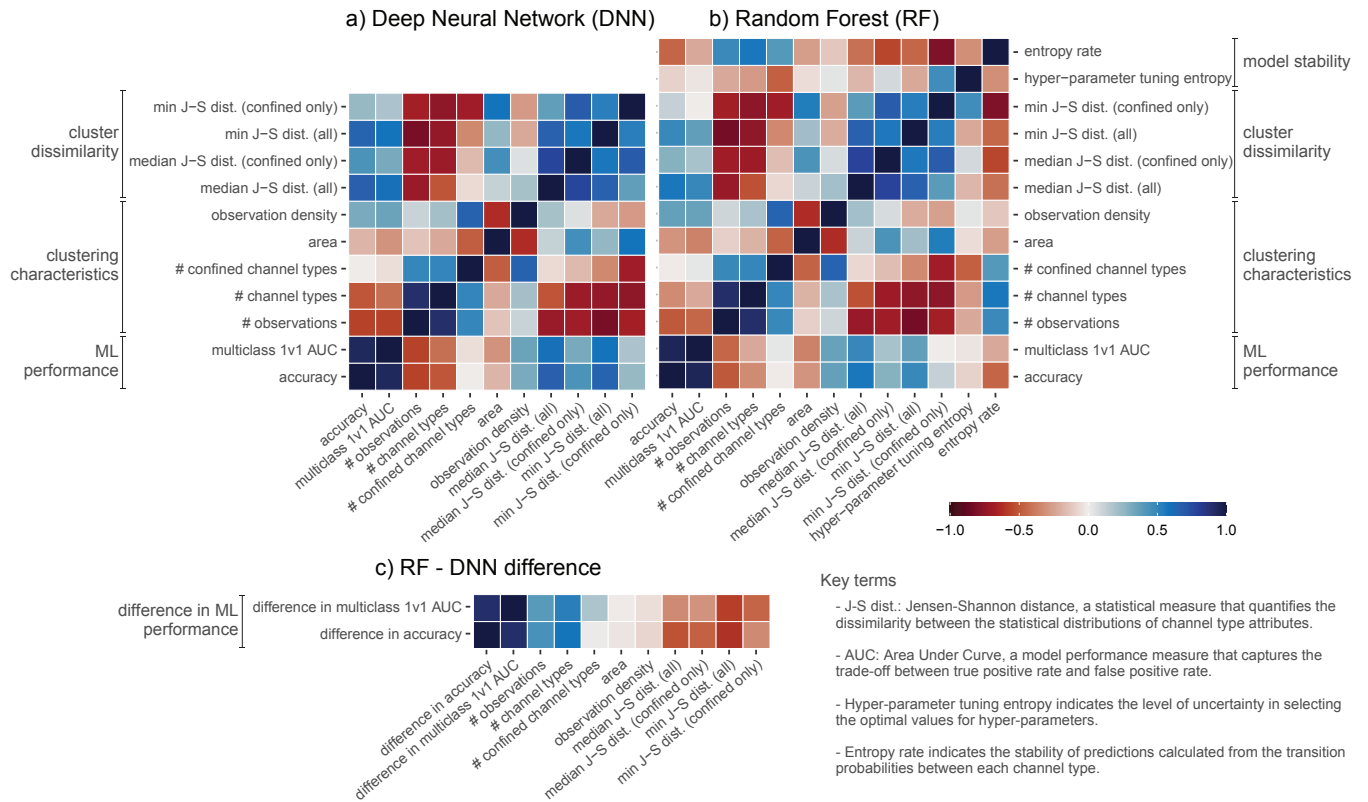 a) Deep Neural Network (DNN)
b) Random Forest (RF)
cluster
dissimilarity
clustering
characteristics
ML
performance
min J−S dist. (confined only)
min J−S dist. (all)
median J−S dist. (confined only)
median J−S dist. (all)
observation density
area
# confined channel types
# channel types
# observations
multiclass 1v1 AUC
accuracy
accuracy
multiclass 1v1 AUC
# observations
# channel types
# confined channel types
area
observation density
median J−S dist. (all)
median J−S dist. (confined only)
min J−S dist. (all)
min J−S dist. (confined only)
entropy rate
hyper−parameter tuning entropy
min J−S dist. (confined only)
min J−S dist. (all)
median J−S dist. (confined only)
median J−S dist. (all)
observation density
area
# confined channel types
# channel types
# observations
multiclass 1v1 AUC
accuracy
model stability
cluster
dissimilarity
clustering
characteristics
ML
performance
accuracy
multiclass 1v1 AUC
# observations
# channel types
# confined channel types
area
observation density
median J−S dist. (all)
median J−S dist. (confined only)
min J−S dist. (all)
min J−S dist. (confined only)
hyper−parameter tuning entropy
entropy rate
−1.0
−0.5
0.0
0.5
1.0
c) RF - DNN difference
difference in ML
performance
difference in multiclass 1v1 AUC
difference in accuracy
difference in accuracy
difference in multiclass 1v1 AUC
# observations
# channel types
# confined channel types
area
observation density
median J−S dist. (all)
median J−S dist. (confined only)
min J−S dist. (all)
min J−S dist. (confined only)
Key terms
- J-S dist.: Jensen-Shannon distance, a statistical measure that quantifies the
dissimilarity between the statistical distributions of channel type attributes.
- AUC: Area Under Curve, a model performance measure that captures the
trade-off between true positive rate and false positive rate.
- Hyper-parameter tuning entropy indicates the level of uncertainty in selecting
the optimal values for hyper-parameters.
- Entropy rate indicates the stability of predictions calculated from the transition
probabilities between each channel type.